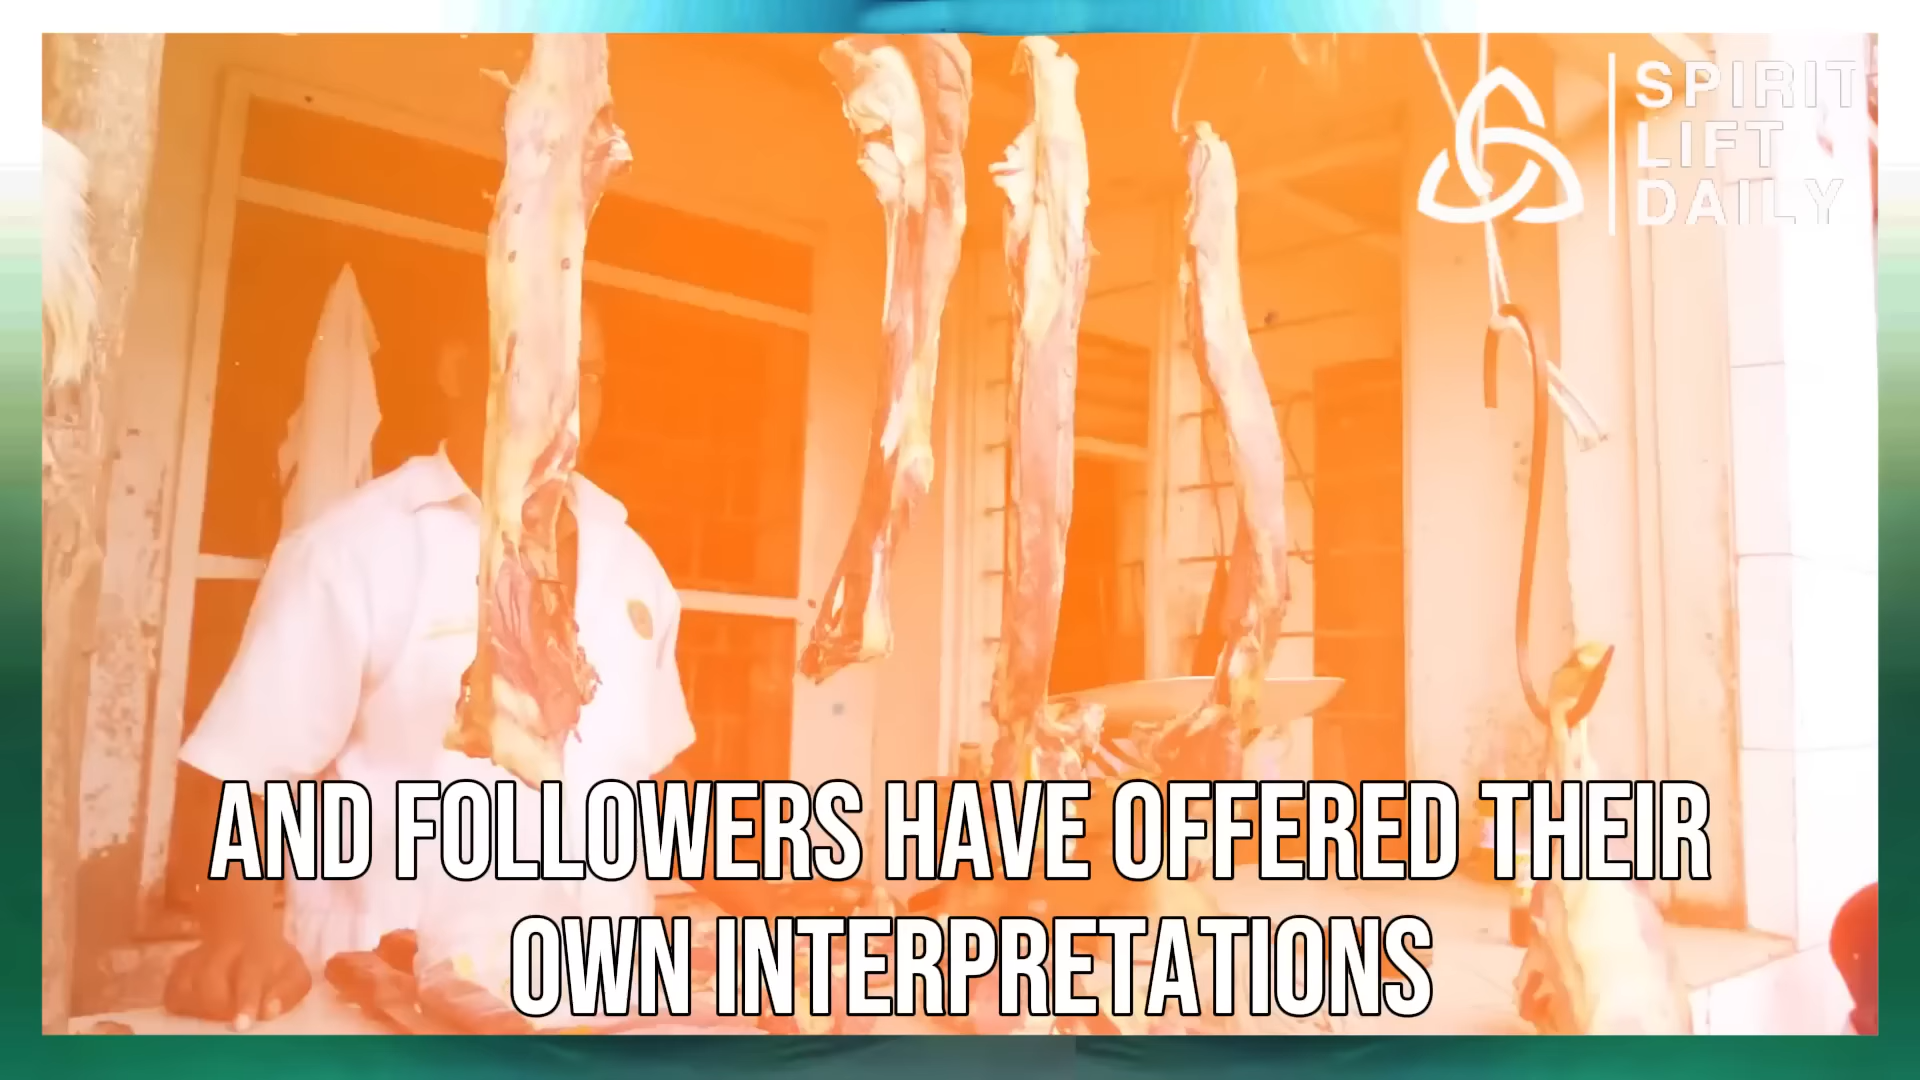 SPIRIT
LIFT
DAILY
AND FOLLOWERS HAVE OFFERED THEIR
OWN INTERPRETATIONS